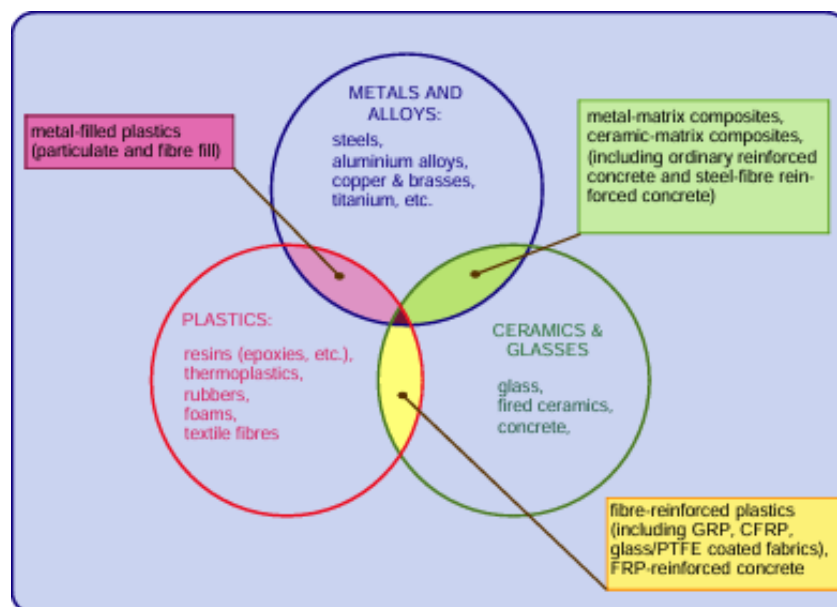 METALS AND
ALLOYS:
steels,
aluminium alloys,
copper & brasses,
titanium, etc.
metal-filled plastics
(particulate and fibre fill)
metal-matrix composites,
ceramic-matrix composites,
(including ordinary reinforced
concrete and steel-fibre rein-
forced concrete)
PLASTICS:
resins (epoxies, etc.),
thermoplastics,
rubbers,
foams,
textile fibres
CERAMICS &
GLASSES
glass,
fired ceramics,
concrete,
fibre-reinforced plastics
(including GRP, CFRP,
glass/PTFE coated fabrics),
FRP-reinforced concrete